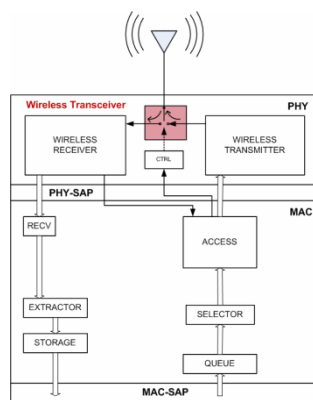 Wireless Transceiver
PHY
WIRELESS
RECEIVER
WIRELESS
TRANSMITTER
CTRL
PHY-SAP
MAC
RECV
ACCESS
EXTRACTOR
SELECTOR
STORAGE
QUEUE
MAC-SAP